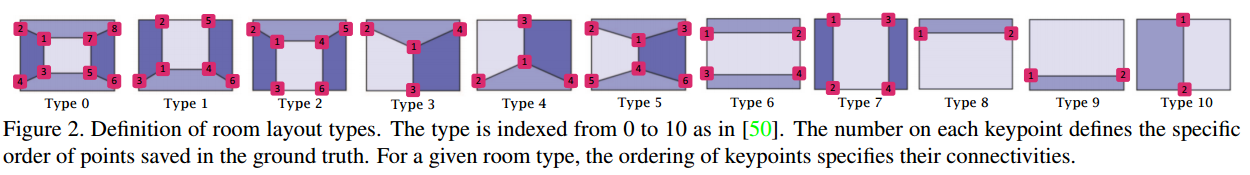 2 8 1 7 3 5 4 6
2 5 1 4 3 6
2 5 1 4 3 6
2 4 1 3
3 1 2 4
2 3 1 4 5 6
1 2 3 4
1 3 2 4
1 2
1 2
1 2
Type 0 Type 1 Type 2 Type 3 Type 4 Type 5 Type 6 Type 7 Type 8 Type 9 Type 10
Figure 2. Definition of room layout types. The type is indexed from 0 to 10 as in [50]. The number on each keypoint defines the specific
order of points saved in the ground truth. For a given room type, the ordering of keypoints specifies their connectivities.